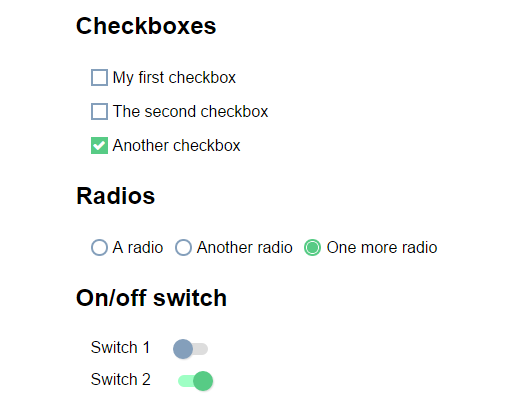 Checkboxes
My first checkbox
The second checkbox
Another checkbox
Radios
A radio Another radio One more radio
On/off switch
Switch 1
Switch 2